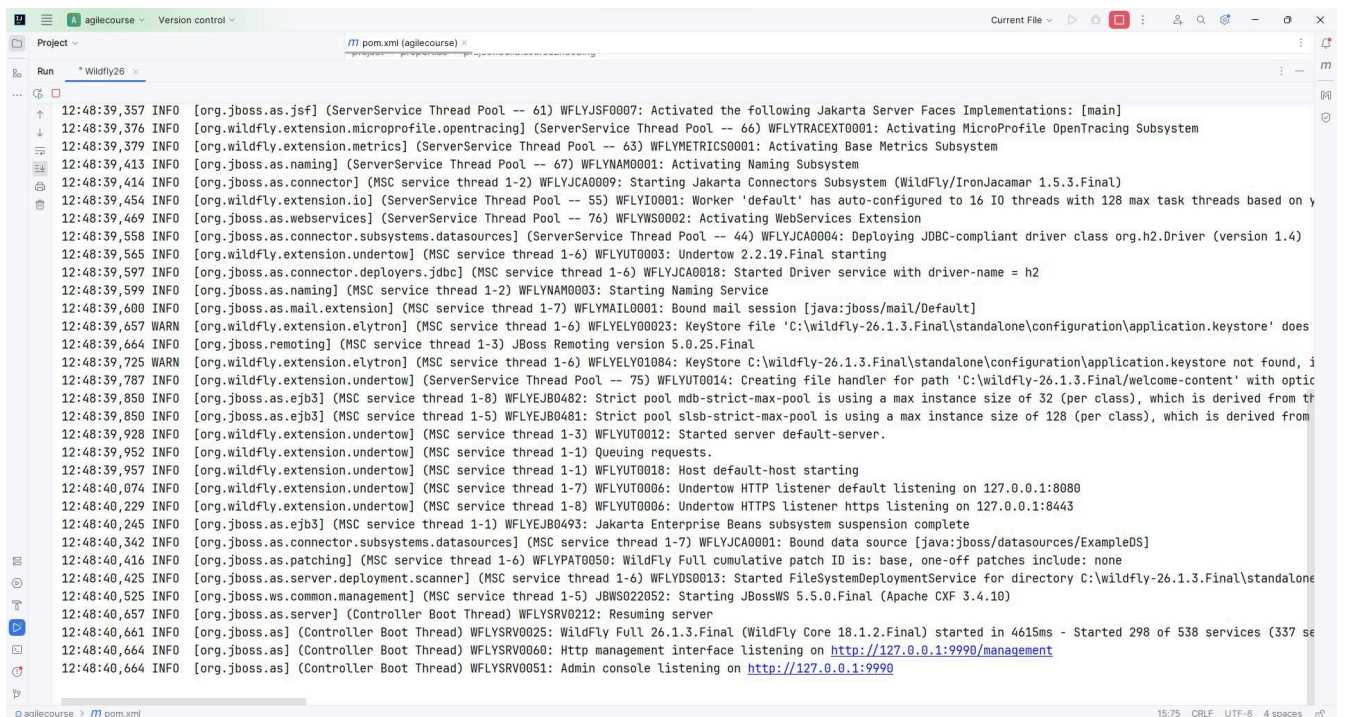 A agilecourse Version control Current File
Project
pom.xml (agilecourse)
Run *Wildfly26
12:48:39,357 INFO [org.jboss.as.jsf] (ServerService Thread Pool -- 61) WFLYJSF0007: Activated the following Jakarta Server Faces Implementations: [main]
12:48:39,376 INFO [org.wildfly.extension.microprofile.opentracing] (ServerService Thread Pool -- 66) WFLYTRACEXT0001: Activating MicroProfile OpenTracing Subsystem
12:48:39,379 INFO [org.wildfly.extension.metrics] (ServerService Thread Pool -- 63) WFLYMETRICS0001: Activating Base Metrics Subsystem
12:48:39,413 INFO [org.jboss.as.naming] (ServerService Thread Pool -- 67) WFLYNAM0001: Activating Naming Subsystem
12:48:39,414 INFO [org.jboss.as.connector] (MSC service thread 1-2) WFLYJCA0009: Starting Jakarta Connectors Subsystem (WildFly/IronJacamar 1.5.3.Final)
12:48:39,454 INFO [org.wildfly.extension.io] (ServerService Thread Pool -- 55) WFLYIO001: Worker 'default' has auto-configured to 16 IO threads with 128 max task threads based on y
12:48:39,469 INFO [org.jboss.as.webservices] (ServerService Thread Pool -- 76) WFLYWS0002: Activating WebServices Extension
12:48:39,558 INFO [org.jboss.as.connector.subsystems.datasources] (ServerService Thread Pool -- 44) WFLYJCA0004: Deploying JDBC-compliant driver class org.h2.Driver (version 1.4)
12:48:39,565 INFO [org.wildfly.extension.undertow] (MSC service thread 1-6) WFLYUT0003: Undertow 2.2.19.Final starting
12:48:39,597 INFO [org.jboss.as.connector.deployers.jdbc] (MSC service thread 1-6) WFLYJCA0018: Started Driver service with driver-name = h2
12:48:39,599 INFO [org.jboss.as.naming] (MSC service thread 1-2) WFLYNAM0003: Starting Naming Service
12:48:39,600 INFO [org.jboss.as.mail.extension] (MSC service thread 1-7) WFLYMAIL0001: Bound mail session [java:jboss/mail/Default]
12:48:39,657 WARN [org.wildfly.extension.elytron] (MSC service thread 1-6) WFLYELY00023: KeyStore file 'C:\wildfly-26.1.3.Final\standalone\configuration\application.keystore' does
12:48:39,664 INFO [org.jboss.remoting] (MSC service thread 1-3) JBoss Remoting version 5.0.25.Final
12:48:39,725 WARN [org.wildfly.extension.elytron] (MSC service thread 1-6) WFLYELY01084: KeyStore C:\wildfly-26.1.3.Final\standalone\configuration\application.keystore not found, i
12:48:39,787 INFO [org.wildfly.extension.undertow] (ServerService Thread Pool -- 75) WFLYUT0014: Creating file handler for path 'C:\wildfly-26.1.3.Final/welcome-content' with optio
12:48:39,850 INFO [org.jboss.as.ejb3] (MSC service thread 1-8) WFLYEJB0482: Strict pool mdb-strict-max-pool is using a max instance size of 32 (per class), which is derived from th
12:48:39,850 INFO [org.jboss.as.ejb3] (MSC service thread 1-5) WFLYEJB0481: Strict pool slsb-strict-max-pool is using a max instance size of 128 (per class), which is derived from
12:48:39,928 INFO [org.wildfly.extension.undertow] (MSC service thread 1-3) WFLYUT0012: Started server default-server.
12:48:39,952 INFO [org.wildfly.extension.undertow] (MSC service thread 1-1) Queuing requests.
12:48:39,957 INFO [org.wildfly.extension.undertow] (MSC service thread 1-1) WFLYUT0018: Host default-host starting
12:48:40,074 INFO [org.wildfly.extension.undertow] (MSC service thread 1-7) WFLYUT0006: Undertow HTTP listener default listening on 127.0.0.1:8080
12:48:40,229 INFO [org.wildfly.extension.undertow] (MSC service thread 1-8) WFLYUT0006: Undertow HTTPS listener https listening on 127.0.0.1:8443
12:48:40,245 INFO [org.jboss.as.ejb3] (MSC service thread 1-1) WFLYEJB0493: Jakarta Enterprise Beans subsystem suspension complete
12:48:40,342 INFO [org.jboss.as.connector.subsystems.datasources] (MSC service thread 1-7) WFLYJCA0001: Bound data source [java:jboss/datasources/ExampleDS]
12:48:40,416 INFO [org.jboss.as.patching] (MSC service thread 1-6) WFLYPAT0050: WildFly Full cumulative patch ID is: base, one-off patches include: none
12:48:40,425 INFO [org.jboss.as.server.deployment.scanner] (MSC service thread 1-6) WFLYDS0013: Started FileSystemDeploymentService for directory C:\wildfly-26.1.3.Final\standalone
12:48:40,525 INFO [org.jboss.ws.common.management] (MSC service thread 1-5) JBWS022052: Starting JBossWS 5.5.0.Final (Apache CXF 3.4.10)
12:48:40,657 INFO [org.jboss.as.server] (Controller Boot Thread) WFLYSRV0212: Resuming server
12:48:40,661 INFO [org.jboss.as] (Controller Boot Thread) WFLYSRV0025: WildFly Full 26.1.3.Final (WildFly Core 18.1.2.Final) started in 4615ms - Started 298 of 538 services (337 se
12:48:40,664 INFO [org.jboss.as] (Controller Boot Thread) WFLYSRV0060: Http management interface listening on http://127.0.0.1:9990/management
12:48:40,664 INFO [org.jboss.as] (Controller Boot Thread) WFLYSRV0051: Admin console listening on http://127.0.0.1:9990
agilecourse > m pom.xml 15:75 CRLF UTF-8 4 spaces